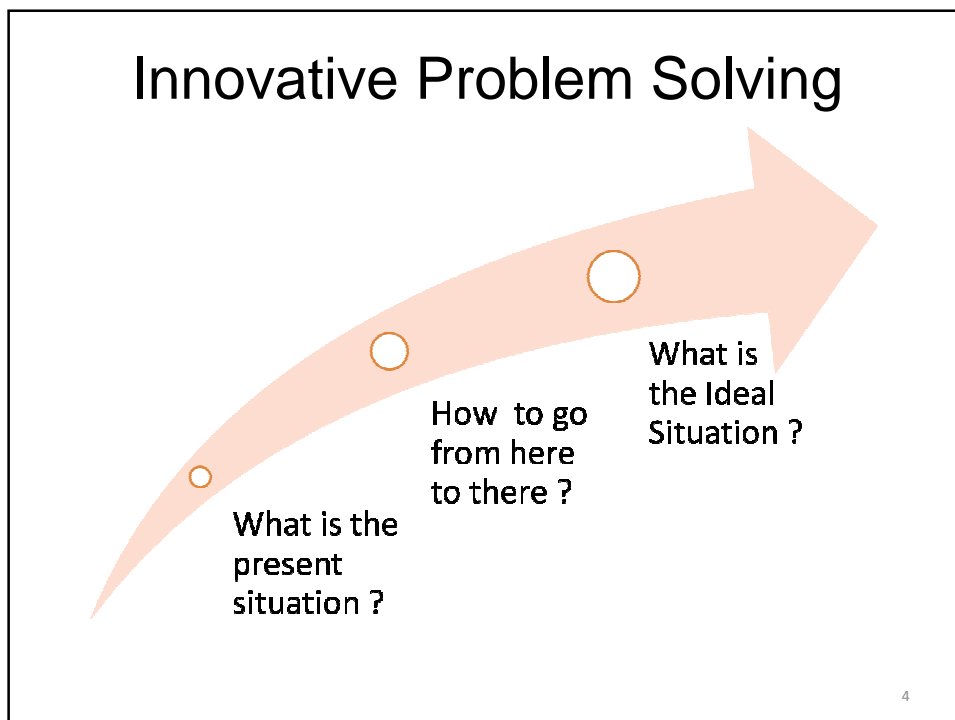 Innovative Problem Solving
What is the
present
situation ?
How  to go
from here
to there ?
What is
the Ideal
Situation ?
4